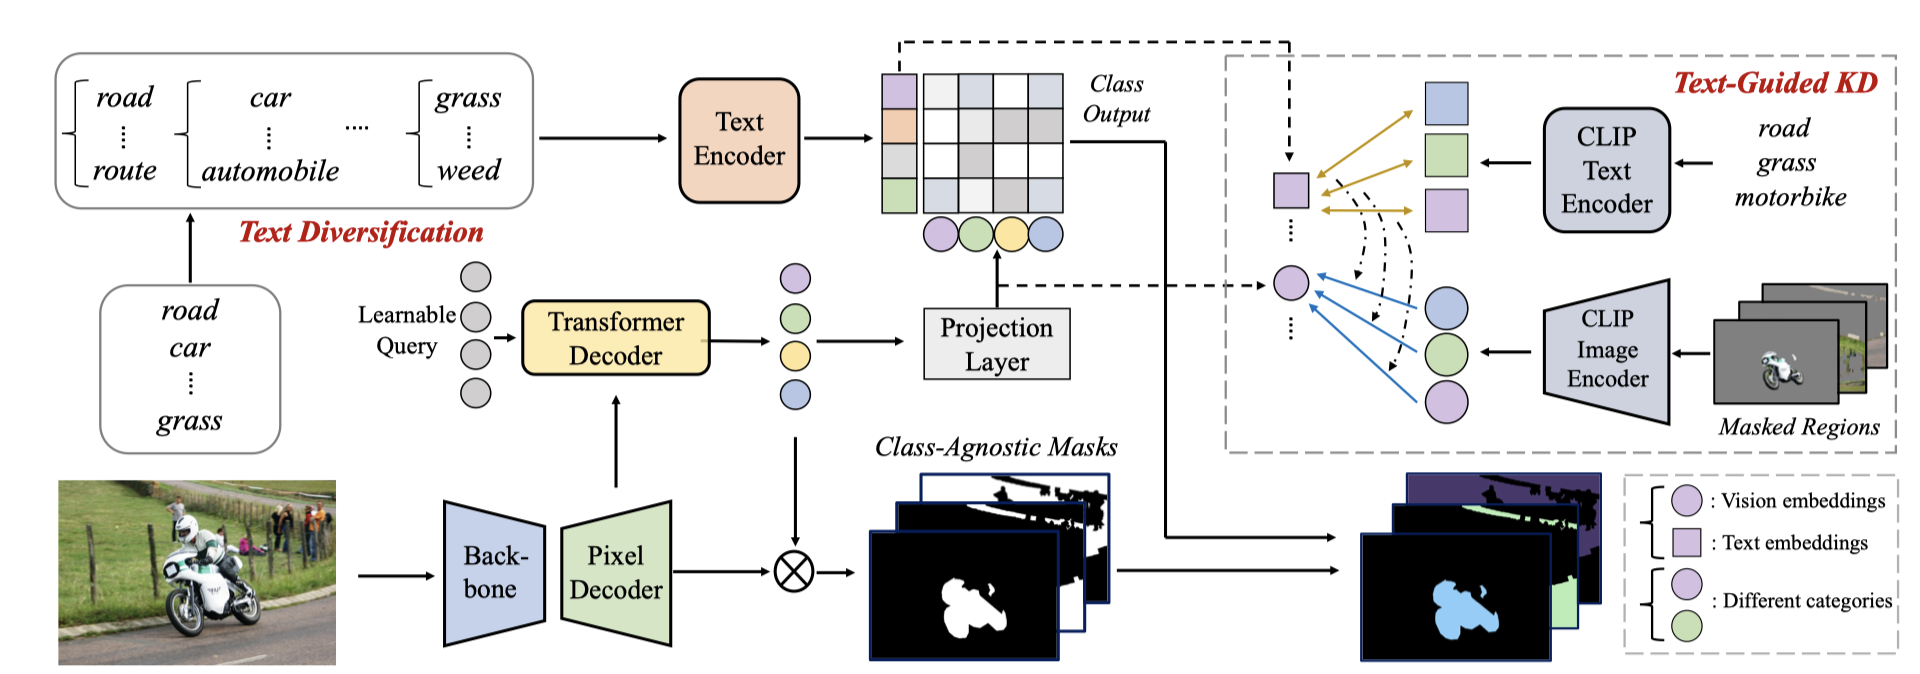 road
⋮
route
car
⋮
automobile
....
grass
⋮
weed
Text Diversification
road
car
⋮
grass
Text
Encoder
Class
Output
Learnable
Query
Transformer
Decoder
Projection
Layer
Back-
bone
Pixel
Decoder
Class-Agnostic Masks
Text-Guided KD
CLIP
Text
Encoder
road
grass
motorbike
CLIP
Image
Encoder
Masked Regions
: Vision embeddings
: Text embeddings
: Different categories